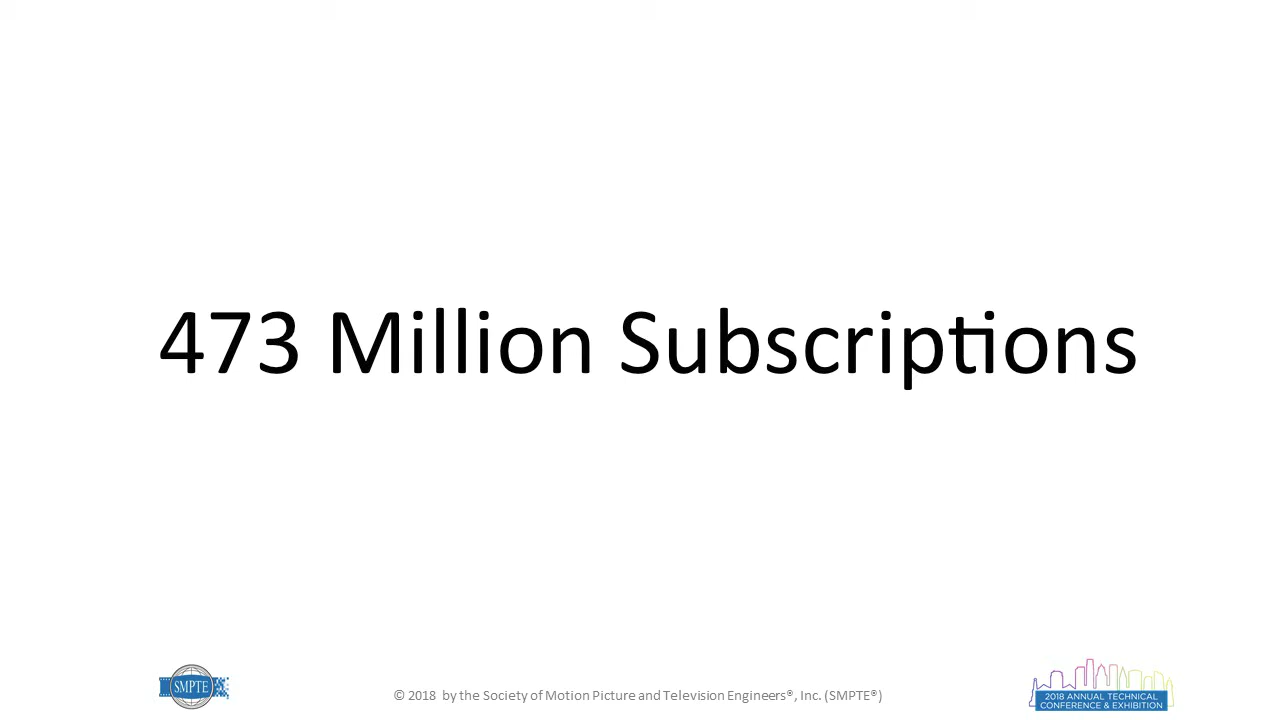 473 Million Subscriptions
SMPTE
© 2018 by the Society of Motion Picture and Television Engineers®, Inc. (SMPTE®)
2018 ANNUAL TECHNICAL
CONFERENCE & EXHIBITION